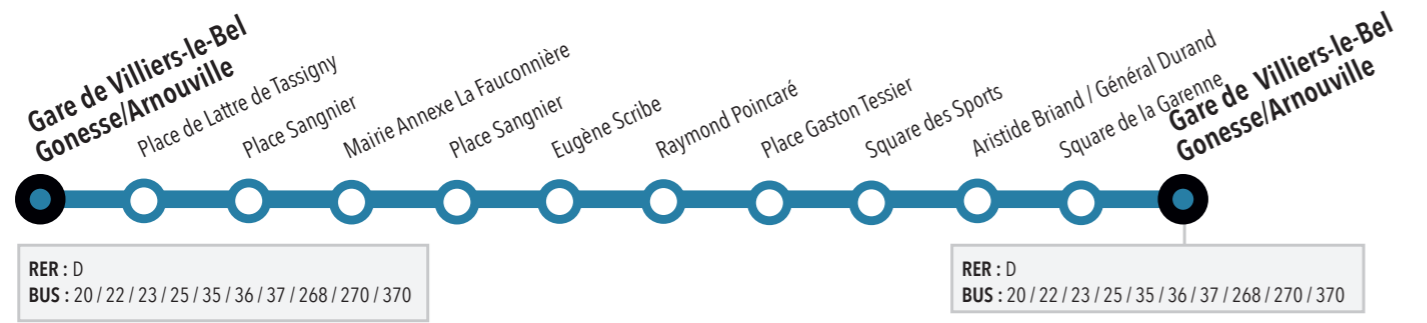 Gare de Villiers-le-Bel
Gonesse/Arnouville
Place de Lattre de Tassigny
Place Sangnier
Mairie Annexe La Fauconnière
Place Sangnier
Eugène Scribe
Raymond Poincaré
Place Gaston Tessier
Square des Sports
Aristide Briand / Général Durand
Square de la Garenne
Gare de Villiers-le-Bel
Gonesse/Arnouville
RER : D
BUS : 20 / 22 / 23 / 25 / 35 / 36 / 37 / 268 / 270 / 370
RER : D
BUS : 20 / 22 / 23 / 25 / 35 / 36 / 37 / 268 / 270 / 370